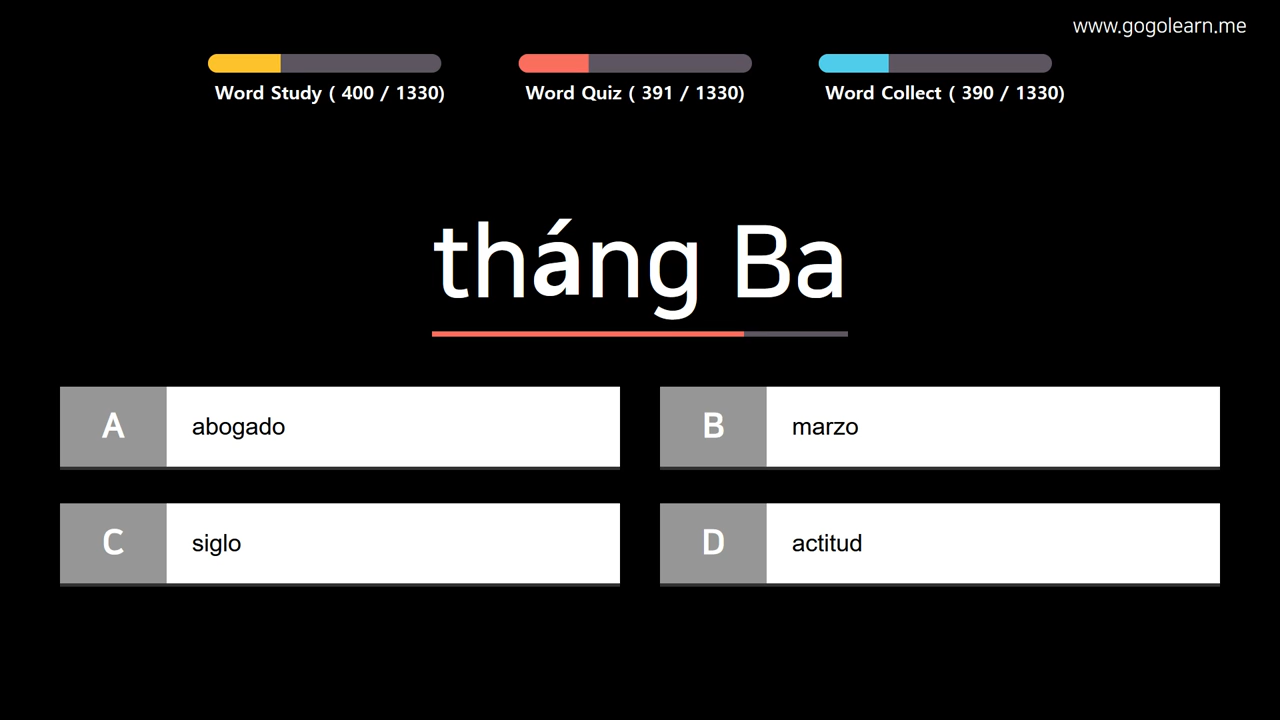 www.gogolearn.me
Word Study ( 400 / 1330)
Word Quiz ( 391 / 1330)
Word Collect ( 390 / 1330)
tháng Ba
A abogado
B marzo
C siglo
D actitud